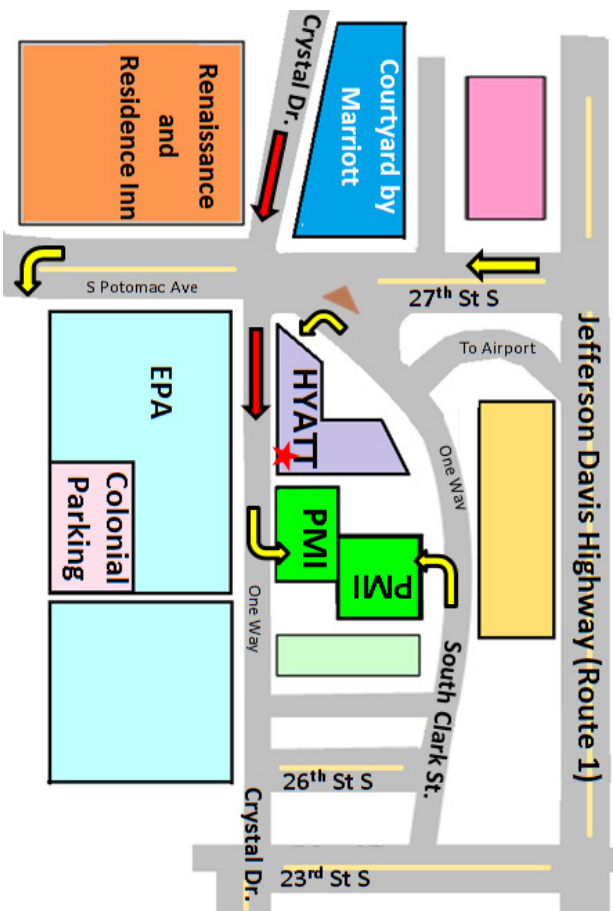 Crystal Dr.
Courtyard by
Marriott
Renaissance
and
Residence Inn
S Potomac Ave
27th St S
To Airport
Jefferson Davis Highway (Route 1)
HYATT
EPA
Colonial
Parking
PMI
PMI
One Way
One Way
South Clark St.
26th St S
Crystal Dr.
23rd St S